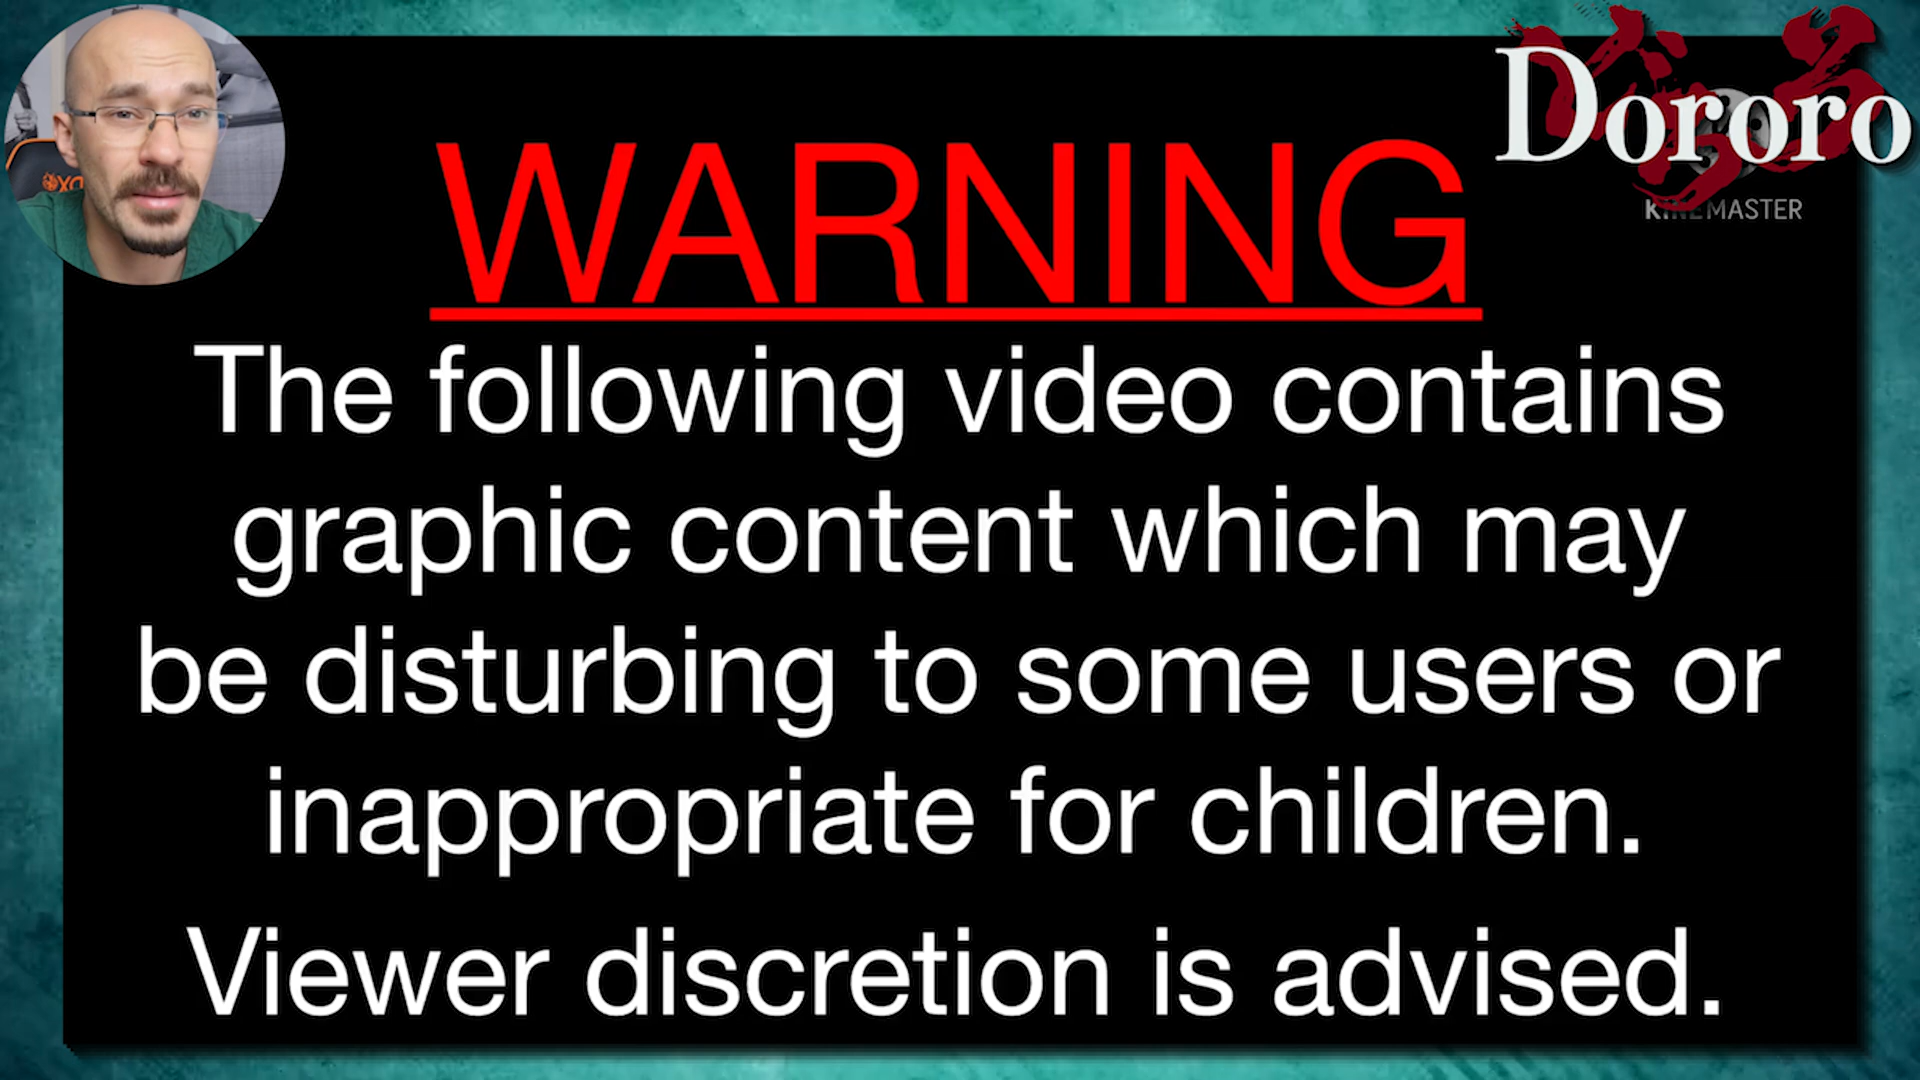 Dororo
KINEMASTER
WARNING
The following video contains
graphic content which may
be disturbing to some users or
inappropriate for children.
Viewer discretion is advised.